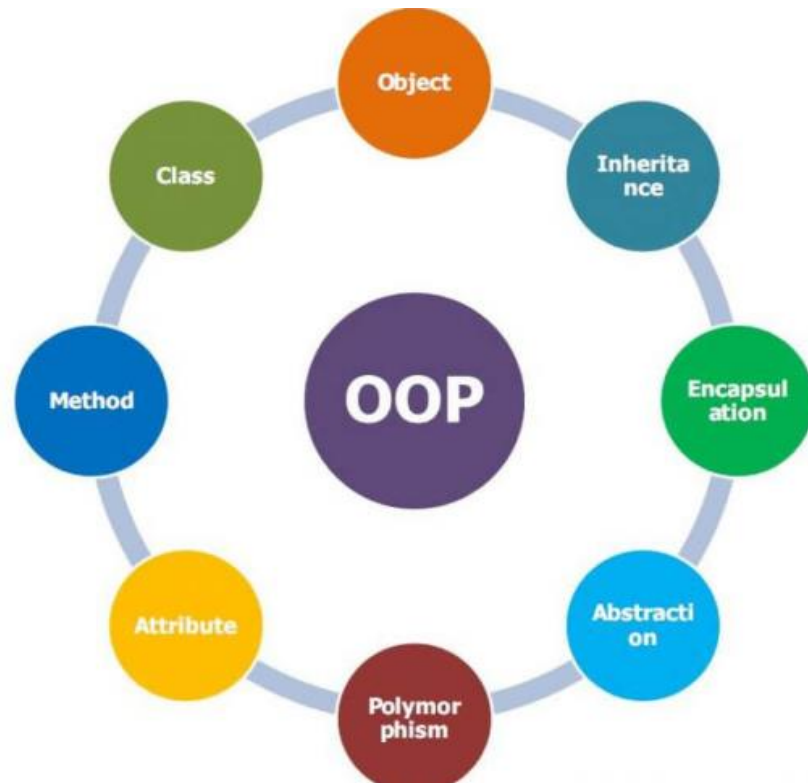 Object
Inherita
nce
Encapsul
ation
Abstracti
on
Polymor
phism
Attribute
Method
Class
OOP